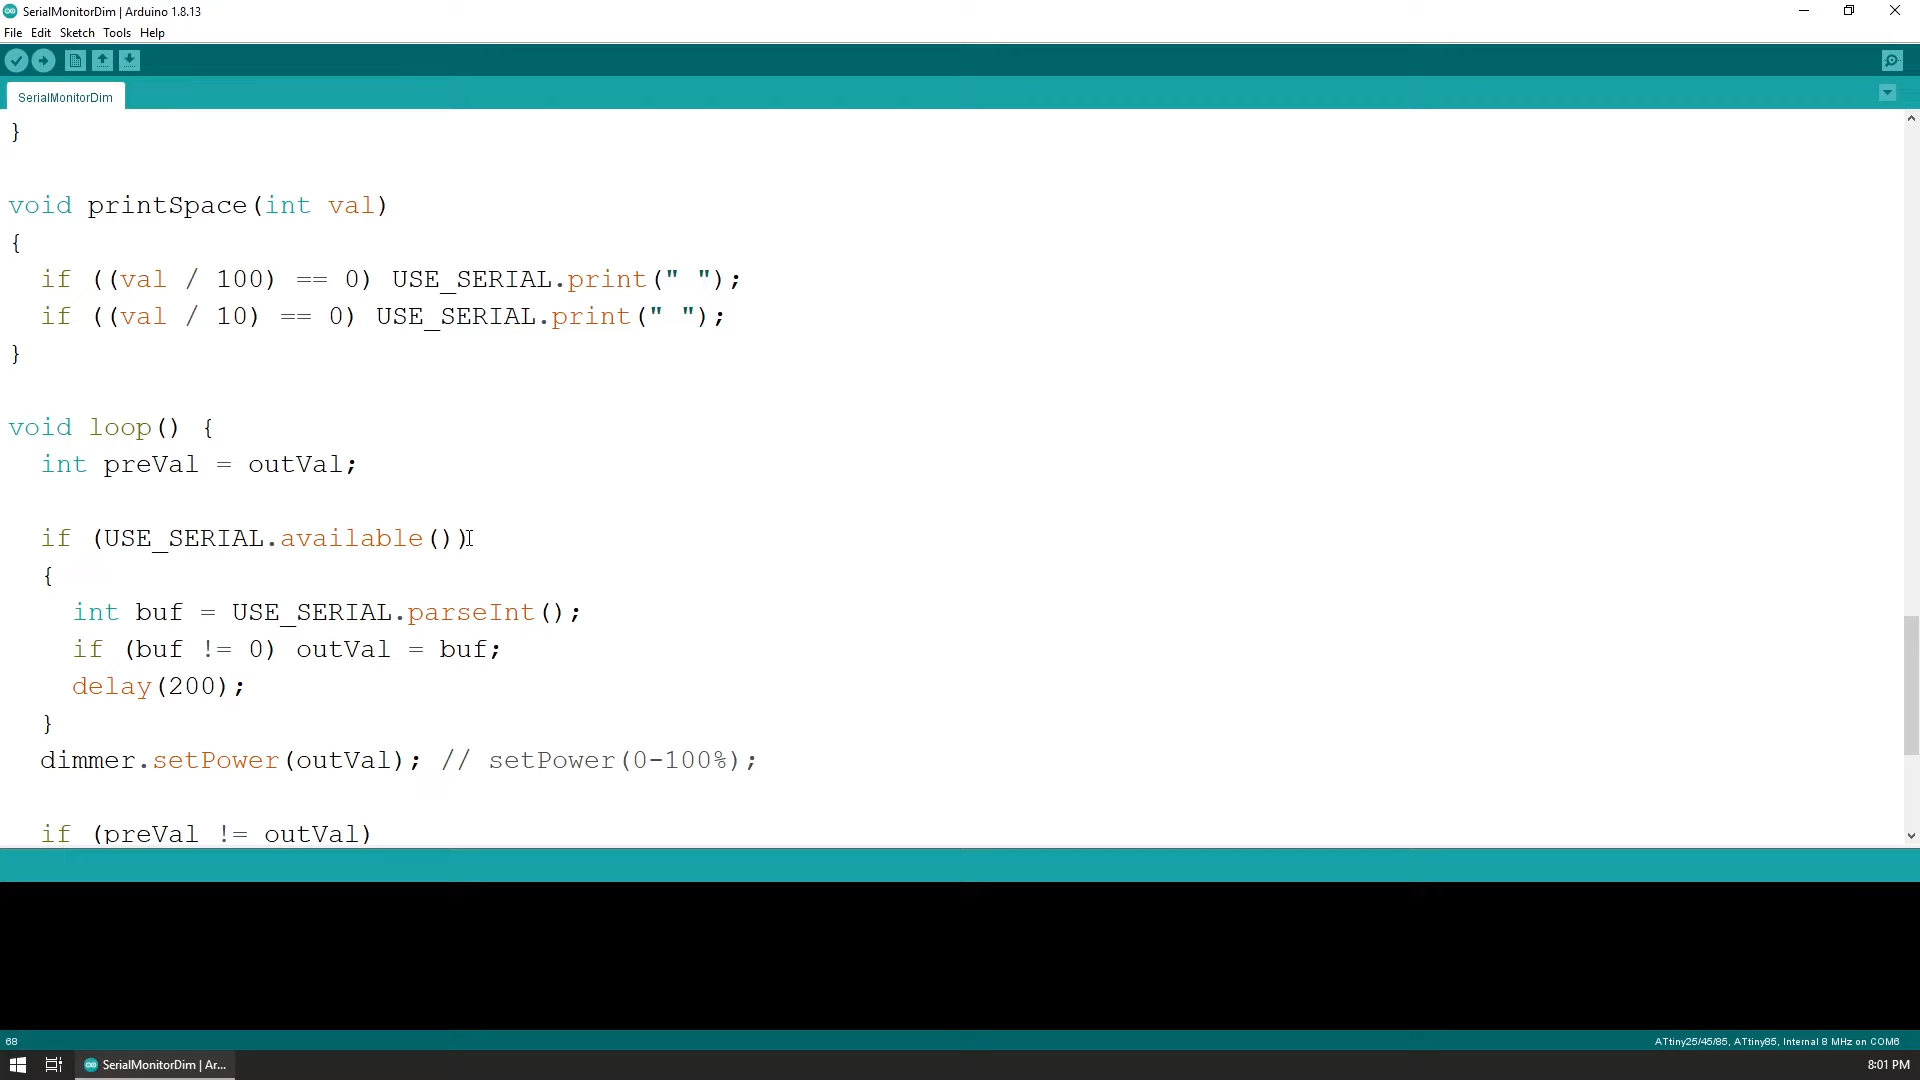 SerialMonitorDim | Arduino 1.8.13
File Edit Sketch Tools Help
SerialMonitorDim
}
void printSpace(int val)
{
if ((val / 100) == 0) USE_SERIAL.print(" ");
if ((val / 10) == 0) USE_SERIAL.print(" ");
}
void loop() {
int preVal = outVal;
if (USE_SERIAL.available())
{
int buf = USE_SERIAL.parseInt();
if (buf != 0) outVal = buf;
delay(200);
}
dimmer.setPower(outVal); // setPower(0-100%);
if (preVal != outVal)
68
ATtiny25/45/85, ATtiny85, Internal 8 MHz on COM6
SerialMonitorDim | Ar...
8:01 PM